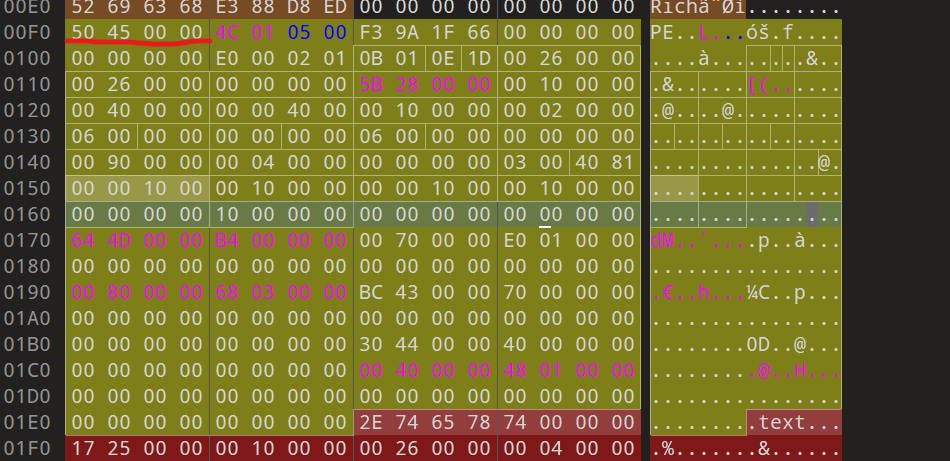 00E0 52 69 63 68 E3 88 D8 ED 00 00 00 00 00 00 00 00 Richã ̂Øí........
00F0 50 45 00 00 4C 01 05 00 F3 9A 1F 66 00 00 00 00 PE..L...óš.f....
0100 00 00 00 00 E0 00 02 01 0B 01 0E 1D 00 26 00 00 ....à........&..
0110 00 26 00 00 5B 28 00 00 00 10 00 00 00 10 00 00 .&..[(..........
0120 00 40 00 00 00 00 40 00 00 10 00 00 00 02 00 00 .@....@.........
0130 06 00 00 00 00 00 00 00 06 00 00 00 00 00 00 00 ................
0140 00 90 00 00 00 04 00 00 00 00 00 00 03 00 40 81 ..............@.
0150 00 00 10 00 00 10 00 00 00 00 10 00 00 10 00 00 ................
0160 00 00 00 00 10 00 00 00 00 00 00 00 00 00 00 00 ................
0170 64 4D 00 00 B4 00 00 00 00 70 00 00 E0 01 00 00 dM..´....p..à...
0180 00 00 00 00 00 00 00 00 00 00 00 00 00 00 00 00 ................
0190 00 80 00 00 68 03 00 00 BC 43 00 00 70 00 00 00 .€..h...¼C..p...
01A0 00 00 00 00 00 00 00 00 00 00 00 00 00 00 00 00 ................
01B0 00 00 00 00 00 00 00 00 30 44 00 00 40 00 00 00 ........0D..@...
01C0 00 00 00 00 00 00 00 00 00 40 00 00 48 01 00 00 .........@..H...
01D0 00 00 00 00 00 00 00 00 00 00 00 00 00 00 00 00 ................
01E0 00 00 00 00 00 00 00 00 2E 74 65 78 74 00 00 00 .........text...
01F0 17 25 00 00 00 10 00 00 00 26 00 00 00 04 00 00 .%.......&......